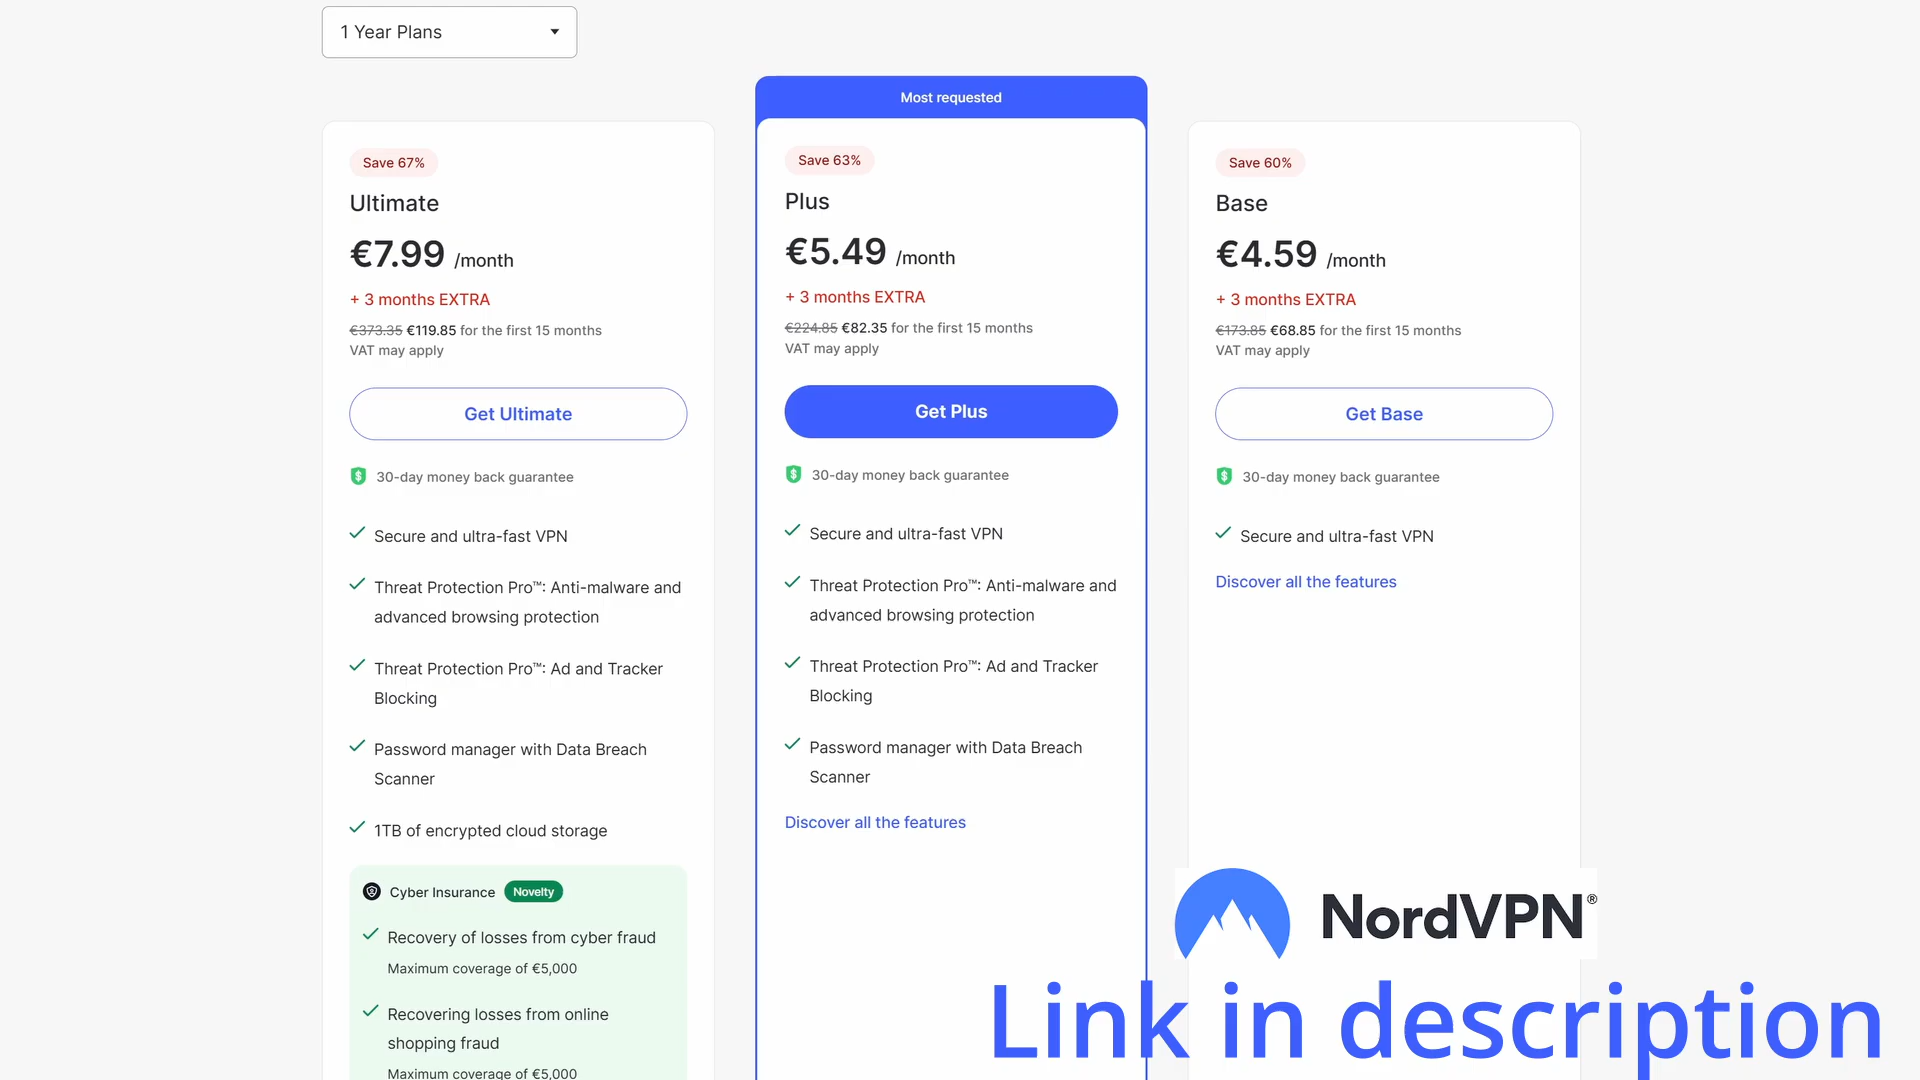 1 Year Plans
Save 67%
Ultimate
€7.99 /month
+ 3 months EXTRA
€373.35 €119.85 for the first 15 months
VAT may apply
Get Ultimate
30-day money back guarantee
Secure and ultra-fast VPN
Threat Protection Pro™: Anti-malware and
advanced browsing protection
Threat Protection Pro™: Ad and Tracker
Blocking
Password manager with Data Breach
Scanner
1TB of encrypted cloud storage
Cyber Insurance Novelty
Recovery of losses from cyber fraud
Maximum coverage of €5,000
Recovering losses from online
shopping fraud
Maximum coverage of €5,000
Most requested
Save 63%
Plus
€5.49 /month
+ 3 months EXTRA
€224.85 €82.35 for the first 15 months
VAT may apply
Get Plus
30-day money back guarantee
Secure and ultra-fast VPN
Threat Protection Pro™: Anti-malware and
advanced browsing protection
Threat Protection Pro™: Ad and Tracker
Blocking
Password manager with Data Breach
Scanner
Discover all the features
Save 60%
Base
€4.59 /month
+ 3 months EXTRA
€173.85 €68.85 for the first 15 months
VAT may apply
Get Base
30-day money back guarantee
Secure and ultra-fast VPN
Discover all the features
NordVPN®
Link in description